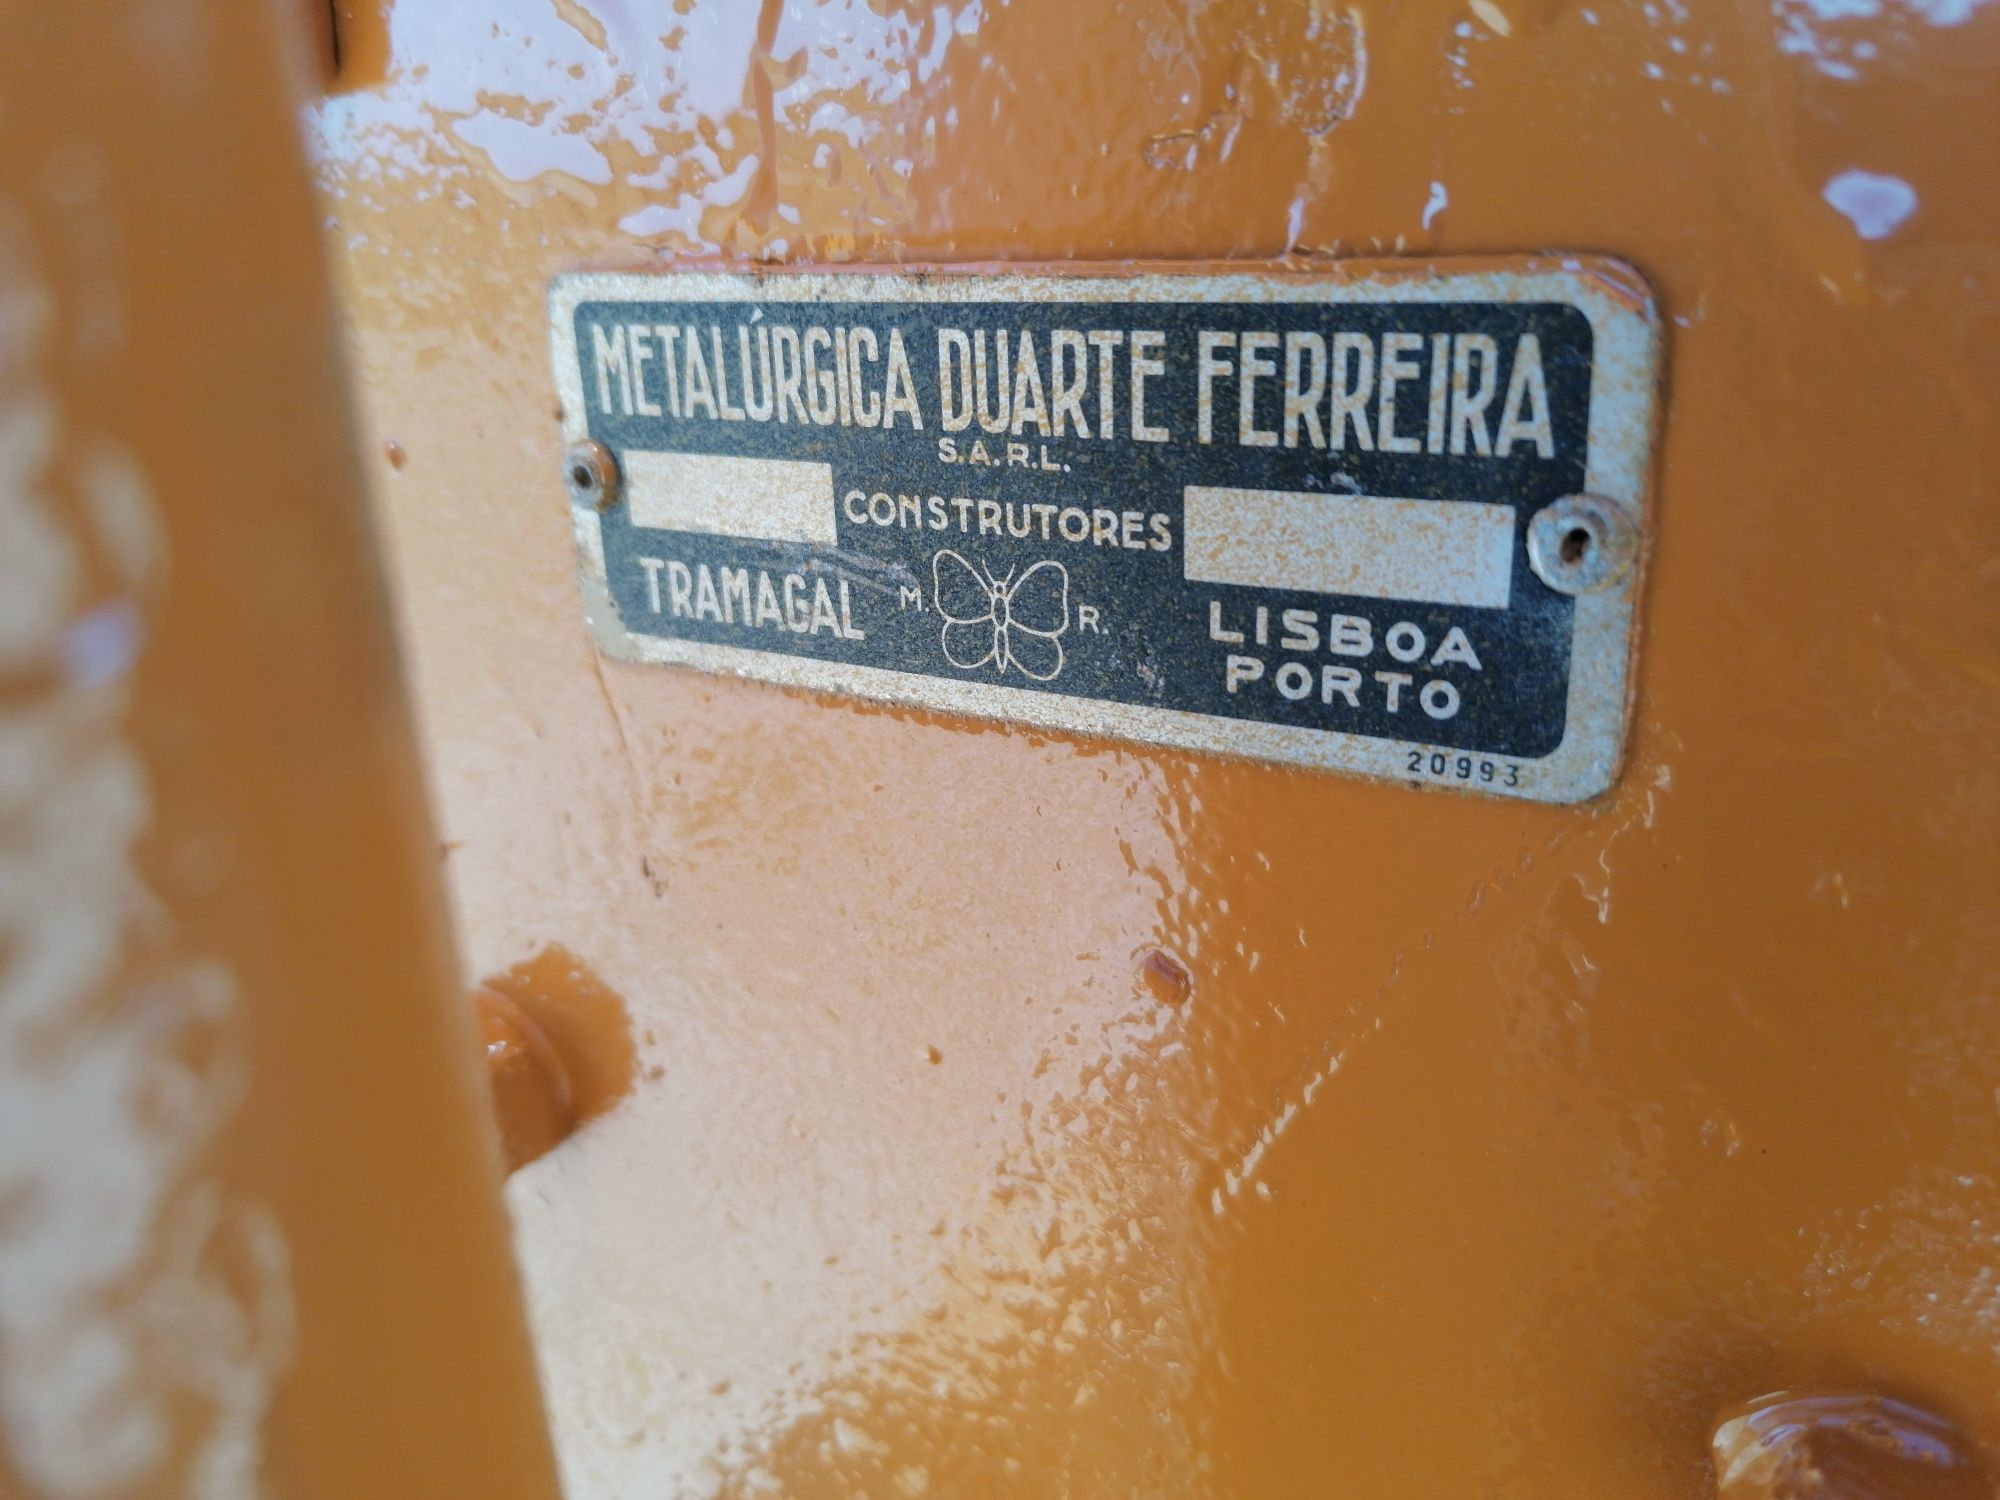 METALÚRGICA DUARTE FERREIRA
S.A.R.L.
CONSTRUTORES
TRAMAGAL
M. R.
LISBOA
PORTO
20993